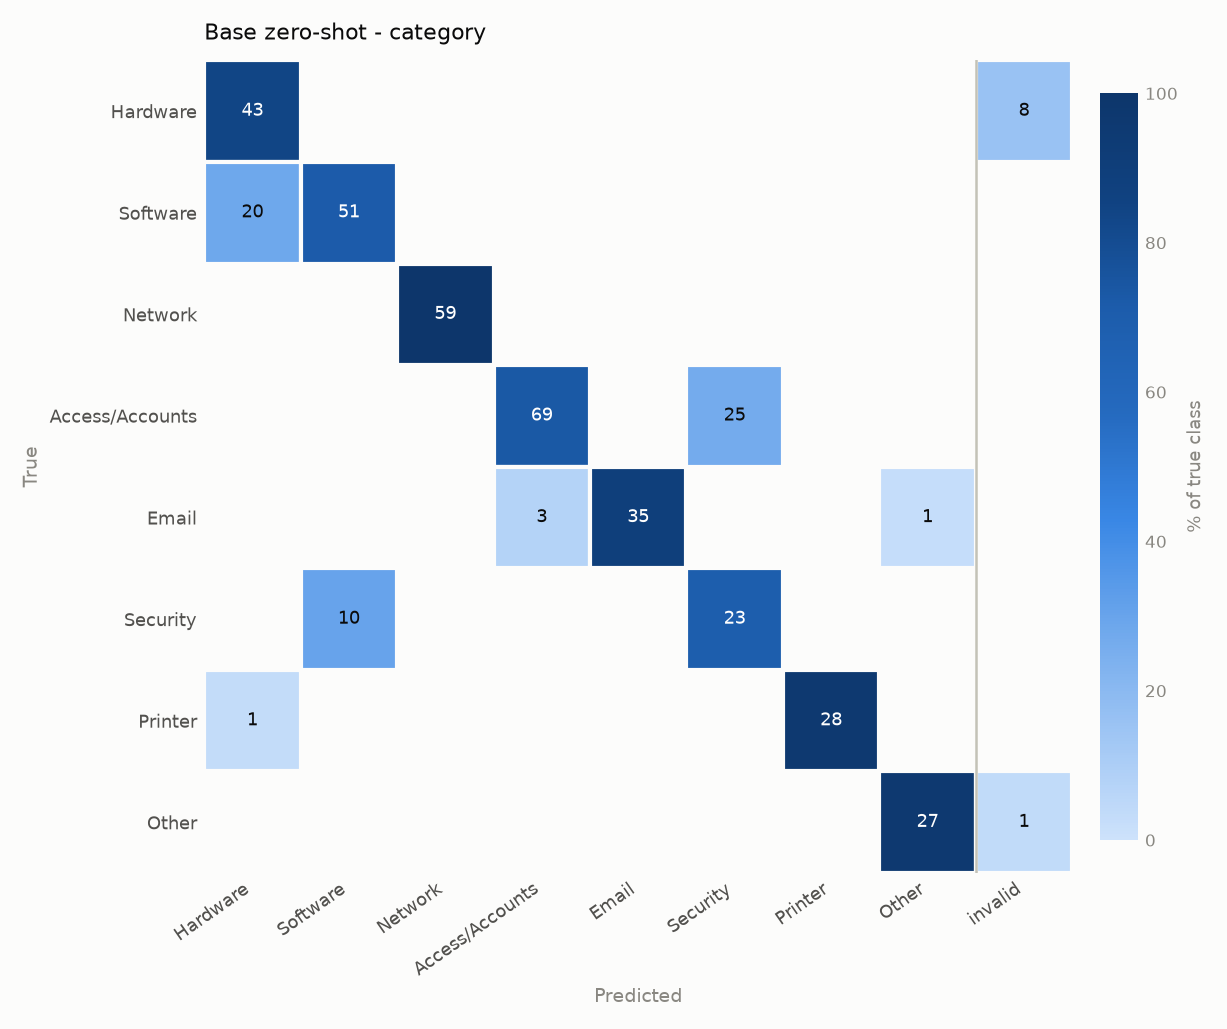 Base zero-shot - category
Hardware 43 8 100
Software 20 51 80
Network 59
Access/Accounts 69 25 60
Email 3 35 1 40
Security 10 23 20
Printer 1 28
Other 27 1 0
Hardware Software Network Access/Accounts Email Security Printer Other invalid
Predicted
True
% of true class